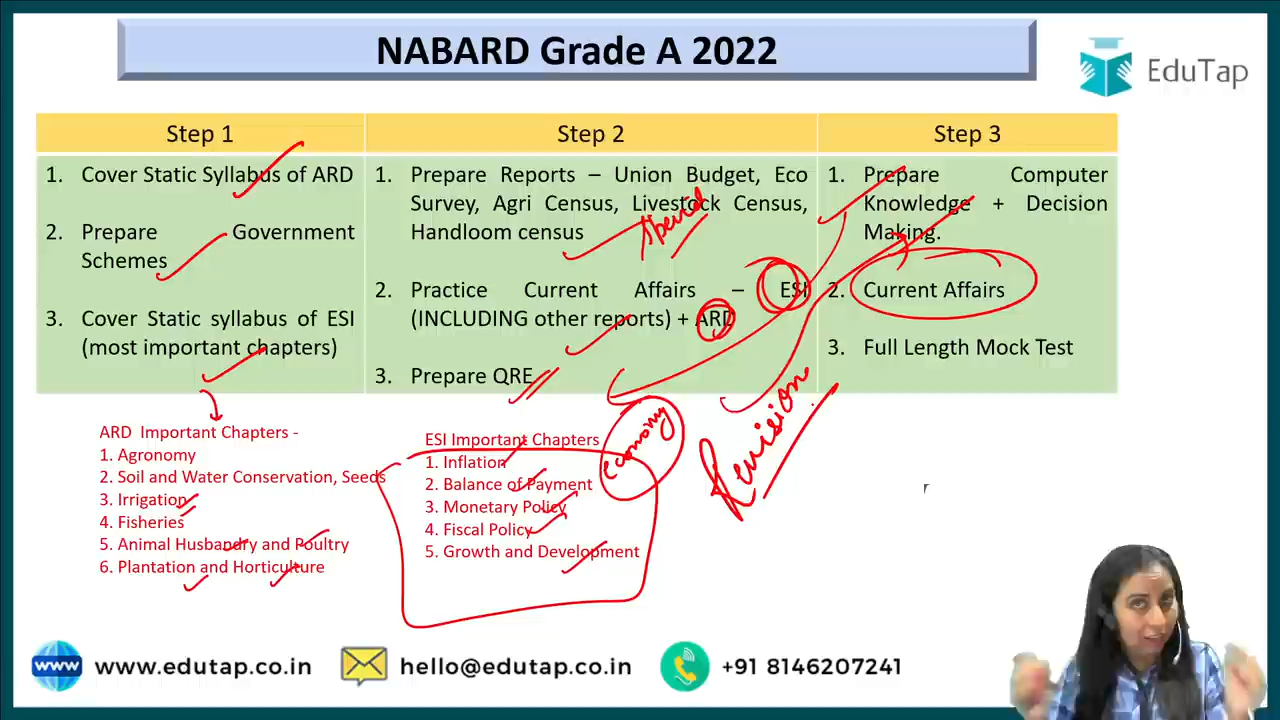 NABARD Grade A 2022
EduTap
Step 1
1. Cover Static Syllabus of ARD
2. Prepare Government
Schemes
3. Cover Static syllabus of ESI
(most important chapters)
Step 2
1. Prepare Reports – Union Budget, Eco
Survey, Agri Census, Livestock Census,
Handloom census
2. Practice Current Affairs – ESI
(INCLUDING other reports) + ARD
3. Prepare QRE
Step 3
1. Prepare Computer
Knowledge + Decision
Making.
2. Current Affairs
3. Full Length Mock Test
ARD Important Chapters -
1. Agronomy
2. Soil and Water Conservation, Seeds
3. Irrigation
4. Fisheries
5. Animal Husbandry and Poultry
6. Plantation and Horticulture
ESI Important Chapters
1. Inflation
2. Balance of Payment
3. Monetary Policy
4. Fiscal Policy
5. Growth and Development
Economy
Revision
www.edutap.co.in
hello@edutap.co.in
+91 8146207241